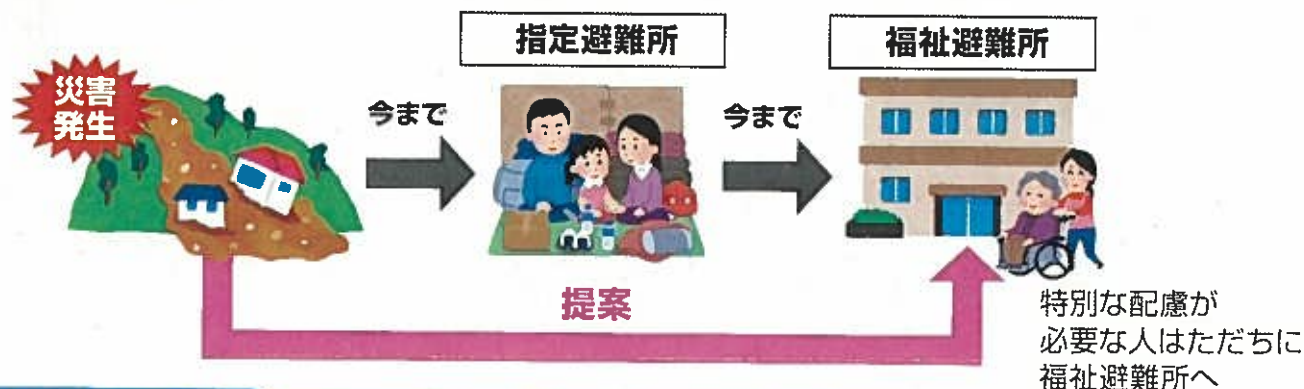 災害
発生
今まで
指定避難所
今まで
福祉避難所
提案
特別な配慮が
必要な人はただちに
福祉避難所へ